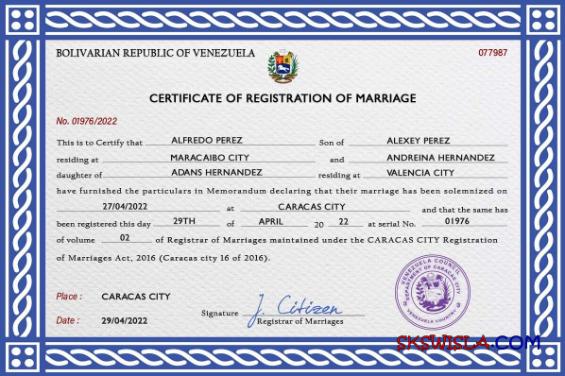 BOLIVARIAN REPUBLIC OF VENEZUELA 077987
CERTIFICATE OF REGISTRATION OF MARRIAGE
No. 01976/2022
This is to Certify that ALFREDO PEREZ Son of ALEXEY PEREZ
residing at MARACAIBO CITY and ANDREINA HERNANDEZ
daughter of ADANS HERNANDEZ residing at VALENCIA CITY
have furnished the particulars in Memorandum declaring that their marriage has been solemnized on
27/04/2022 at CARACAS CITY and that the same has
been registered this day 29TH of APRIL 20 22 at serial No. 01976
of volume 02 of Registrar of Marriages maintained under the CARACAS CITY Registration
of Marriages Act, 2016 (Caracas city 16 of 2016).
VENEZUELA COUNCIL
DEPARTMENT OF CARACAS CITY
VENEZUELA COUNTRY
Place : CARACAS CITY
Signature J. Citizen
Registrar of Marriages
Date : 29/04/2022
SKSWISLA.COM